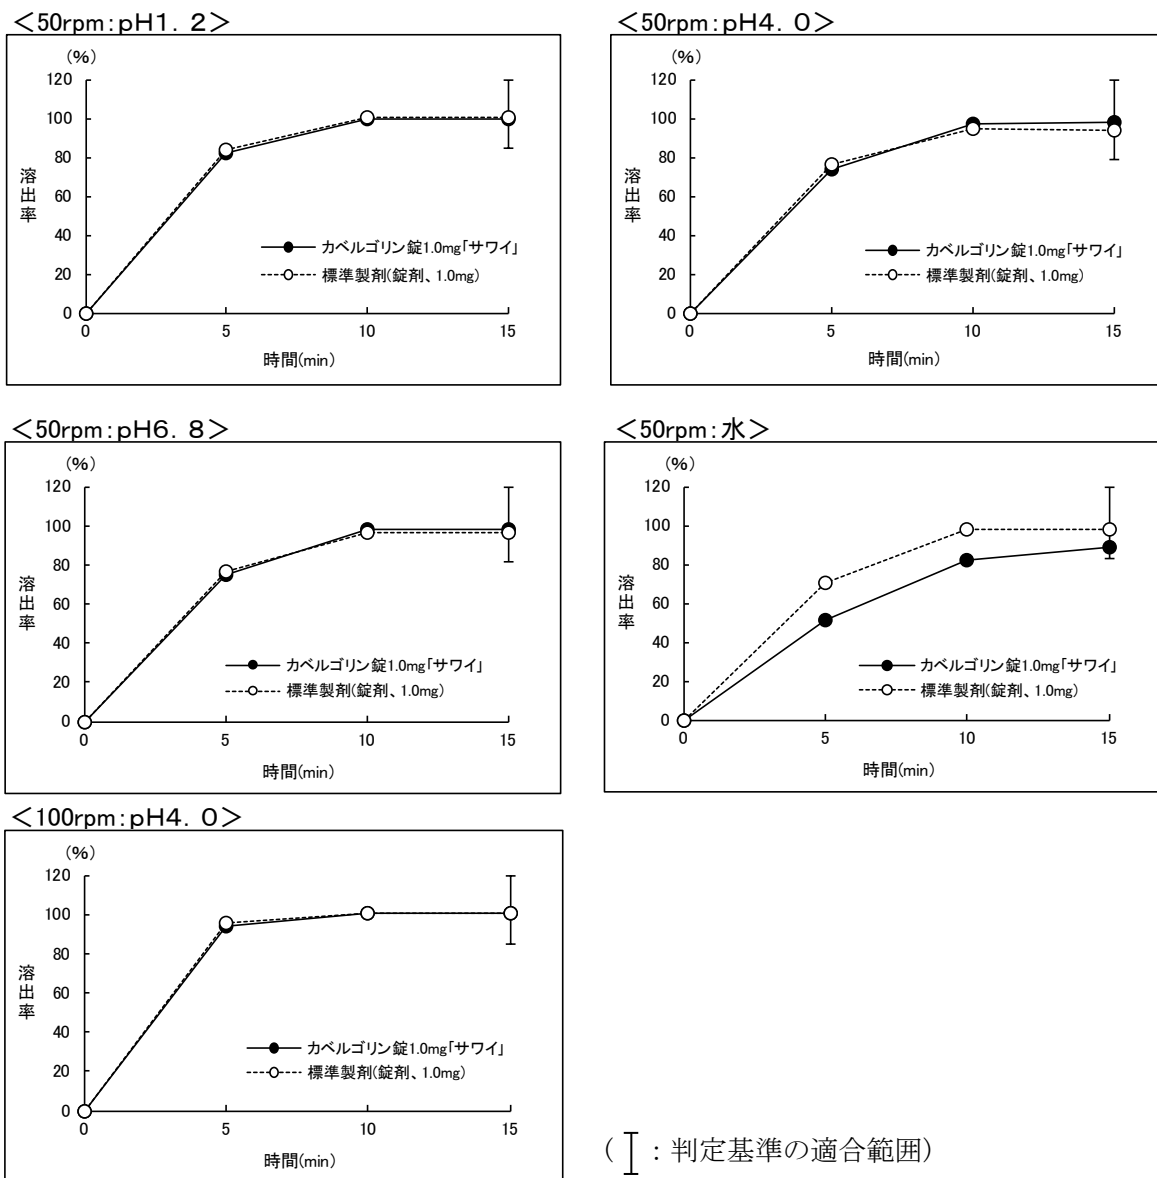 ＜50rpm：pH1．2＞
(%)
120
100
80
60
40
20
0
溶出率
カベルゴリン錠1.0mg｢サワイ｣
標準製剤(錠剤、1.0mg)
0 5 10 15
時間(min)
＜50rpm：pH4．0＞
(%)
120
100
80
60
40
20
0
溶出率
カベルゴリン錠1.0mg｢サワイ｣
標準製剤(錠剤、1.0mg)
0 5 10 15
時間(min)
＜50rpm：pH6．8＞
(%)
120
100
80
60
40
20
0
溶出率
カベルゴリン錠1.0mg｢サワイ｣
標準製剤(錠剤、1.0mg)
0 5 10 15
時間(min)
＜50rpm：水＞
(%)
120
100
80
60
40
20
0
溶出率
カベルゴリン錠1.0mg｢サワイ｣
標準製剤(錠剤、1.0mg)
0 5 10 15
時間(min)
＜100rpm：pH4．0＞
(%)
120
100
80
60
40
20
0
溶出率
カベルゴリン錠1.0mg｢サワイ｣
標準製剤(錠剤、1.0mg)
0 5 10 15
時間(min)
( ：判定基準の適合範囲)